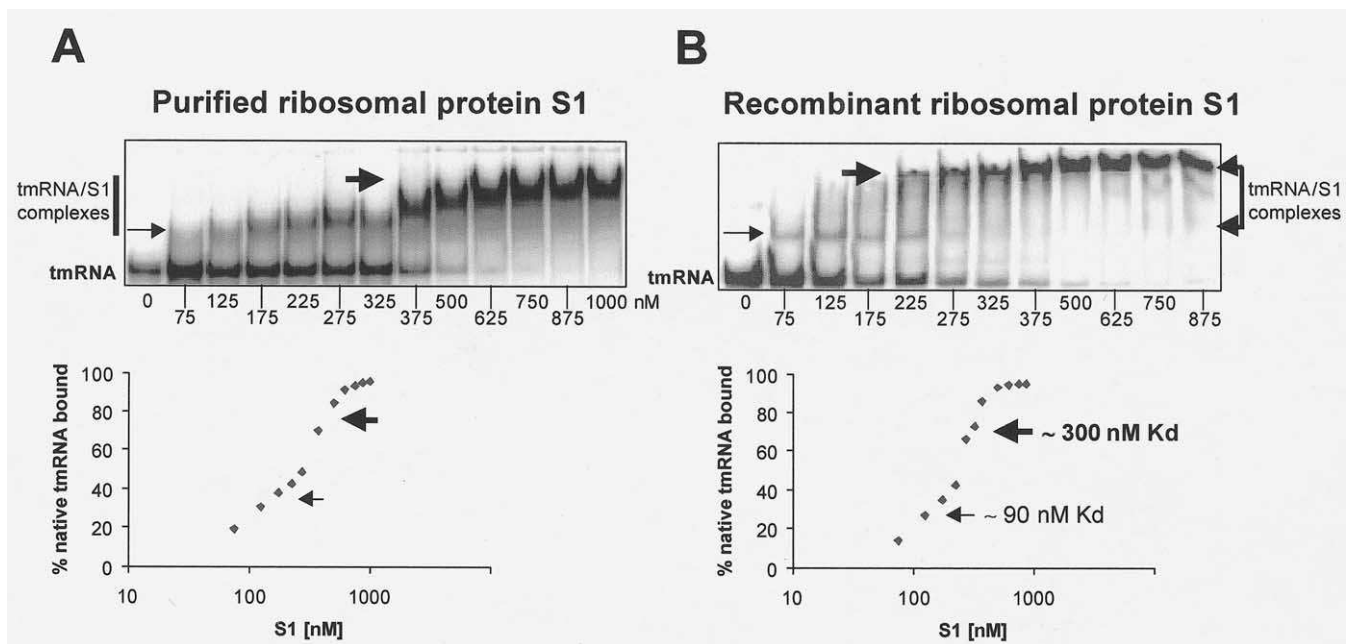 A
Purified ribosomal protein S1
tmRNA/S1
complexes
tmRNA
0 125 225 325 500 750 1000 nM
75 175 275 375 625 875
% native tmRNA bound
100
80
60
40
20
0
10 100 1000
S1 [nM]
B
Recombinant ribosomal protein S1
tmRNA/S1
complexes
tmRNA
0 125 225 325 500 750
75 175 275 375 625 875
% native tmRNA bound
100
80
60
40
20
0
~ 300 nM Kd
~ 90 nM Kd
10 100 1000
S1 [nM]